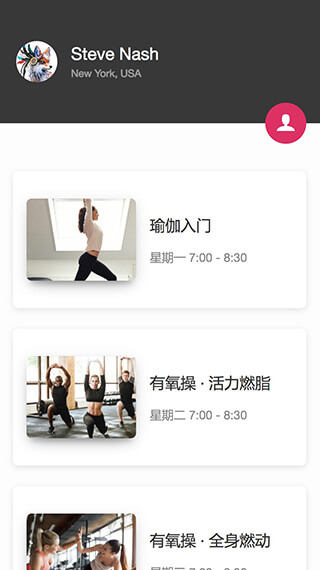 Steve Nash
New York, USA
瑜伽入门
星期一 7:00 - 8:30
有氧操 · 活力燃脂
星期二 7:00 - 8:30
有氧操 · 全身燃动